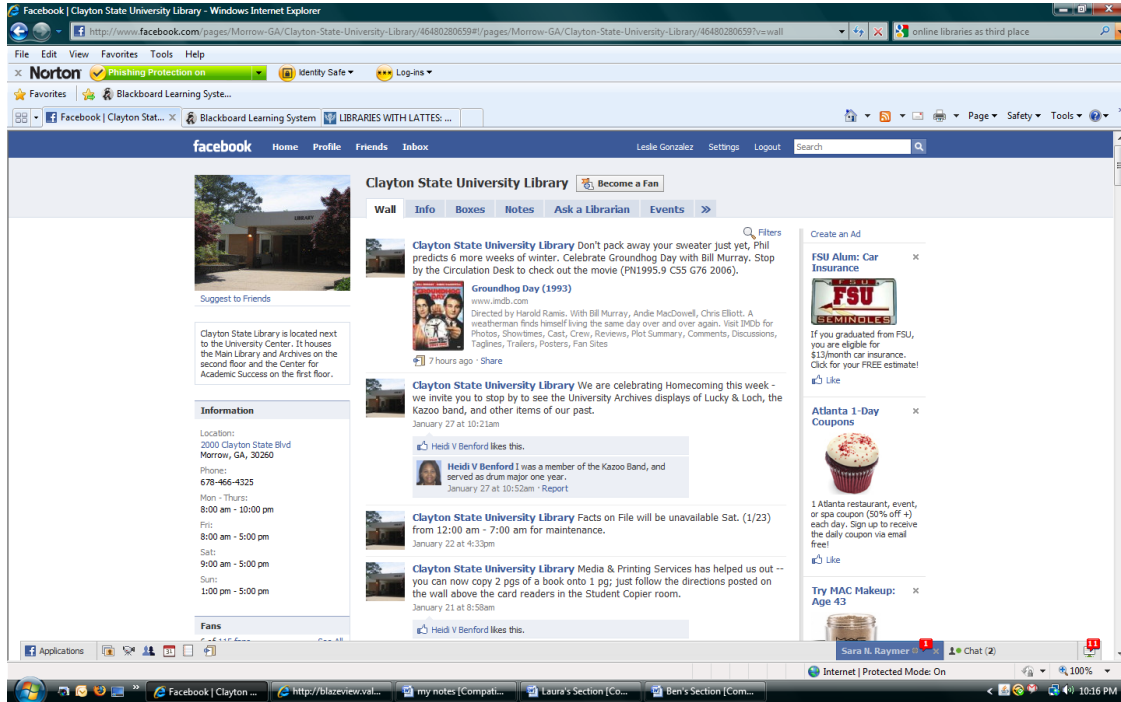 Facebook | Clayton State University Library - Windows Internet Explorer
http://www.facebook.com/pages/Morrow-GA/Clayton-State-University-Library/46480280659#!/pages/Morrow-GA/Clayton-State-University-Library/46480280659?v=wall
online libraries as third place
File Edit View Favorites Tools Help
x Norton Phishing Protection on Identity Safe Log-ins
Favorites Blackboard Learning Syste...
Facebook | Clayton Stat... X Blackboard Learning System LIBRARIES WITH LATTES: ... Page Safety Tools
facebook Home Profile Friends Inbox Leslie Gonzalez Settings Logout Search
LIBRARY
Suggest to Friends
Clayton State Library is located next
to the University Center. It houses
the Main Library and Archives on the
second floor and the Center for
Academic Success on the first floor.
Information
Location:
2000 Clayton State Blvd
Morrow, GA, 30260
Phone:
678-466-4325
Mon - Thurs:
8:00 am - 10:00 pm
Fri:
8:00 am - 5:00 pm
Sat:
9:00 am - 5:00 pm
Sun:
1:00 pm - 5:00 pm
Fans
Clayton State University Library Become a Fan
Wall Info Boxes Notes Ask a Librarian Events »
Filters
Clayton State University Library Don't pack away your sweater just yet, Phil
predicts 6 more weeks of winter. Celebrate Groundhog Day with Bill Murray. Stop
by the Circulation Desk to check out the movie (PN1995.9 C55 G76 2006).
GROUNDHOG DAY
Groundhog Day (1993)
www.imdb.com
Directed by Harold Ramis. With Bill Murray, Andie MacDowell, Chris Elliott. A
weatherman finds himself living the same day over and over again. Visit IMDb for
Photos, Showtimes, Cast, Crew, Reviews, Plot Summary, Comments, Discussions,
Taglines, Trailers, Posters, Fan Sites
7 hours ago · Share
Clayton State University Library We are celebrating Homecoming this week -
we invite you to stop by to see the University Archives displays of Lucky & Loch, the
Kazoo band, and other items of our past.
January 27 at 10:21am
Heidi V Benford likes this.
Heidi V Benford I was a member of the Kazoo Band, and
served as drum major one year.
January 27 at 10:52am · Report
Clayton State University Library Facts on File will be unavailable Sat. (1/23)
from 12:00 am - 7:00 am for maintenance.
January 22 at 4:33pm
Clayton State University Library Media & Printing Services has helped us out --
you can now copy 2 pgs of a book onto 1 pg; just follow the directions posted on
the wall above the card readers in the Student Copier room.
January 21 at 8:58am
Heidi V Benford likes this.
Create an Ad
FSU Alum: Car
Insurance
FSU
SEMINOLES
If you graduated from FSU,
you are eligible for
$13/month car insurance.
Click for your FREE estimate!
Like
Atlanta 1-Day
Coupons
1 Atlanta restaurant, event,
or spa coupon (50% off +)
each day. Sign up to receive
the daily coupon via email
free!
Like
Try MAC Makeup:
Age 43
Applications 31 Sara N. Raymer 1 x Chat (2) 11
Internet | Protected Mode: On 100%
Facebook | Clayton ... http://blazeview.val... my notes [Compati... Laura's Section [Co... Ben's Section [Com... 10:16 PM